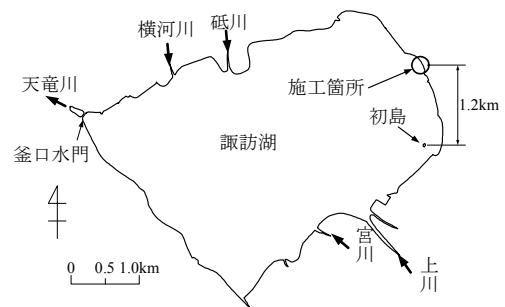 横河川
砥川
天竜川
施工箇所
1.2km
初島
釜口水門
諏訪湖
宮川
上川
0 0.5 1.0km